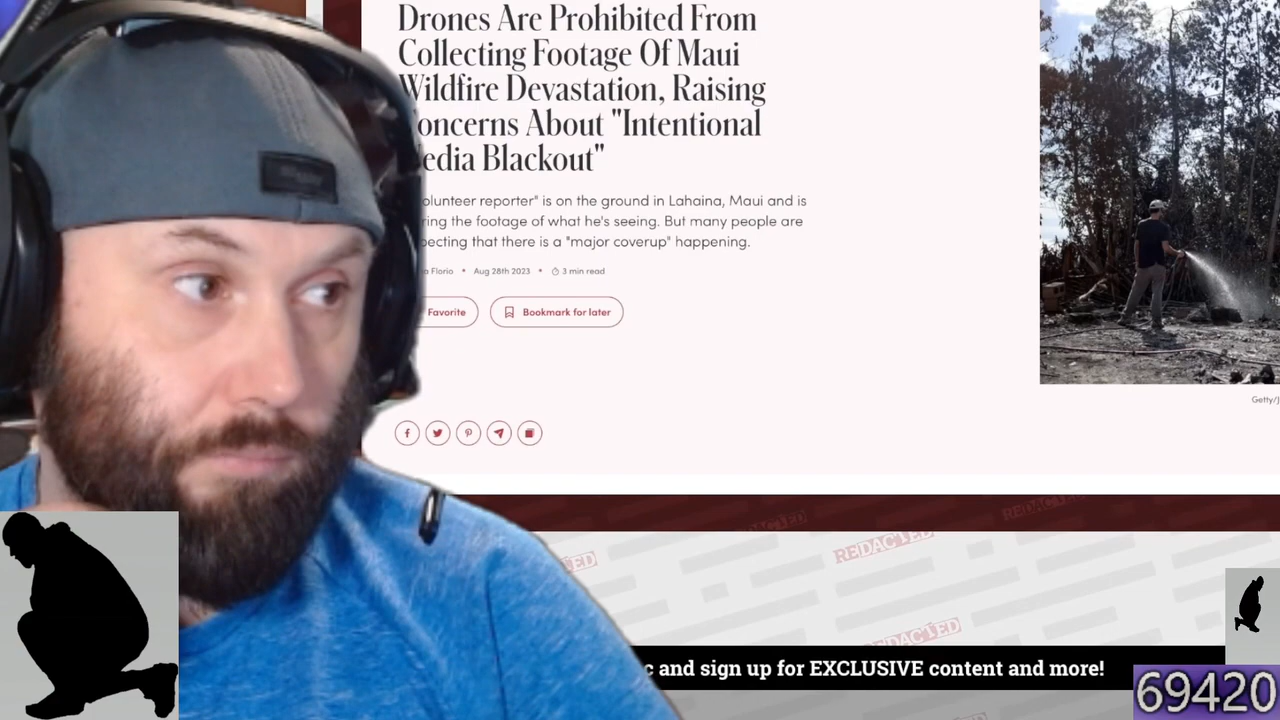 Drones Are Prohibited From
Collecting Footage Of Maui
Wildfire Devastation, Raising
oncerns About "Intentional
edia Blackout"
olunteer reporter" is on the ground in Lahaina, Maui and is
ring the footage of what he's seeing. But many people are
pecting that there is a "major coverup" happening.
a Florio • Aug 28th 2023 • 3 min read
Favorite
Bookmark for later
Getty/J
REDACTED
REDACTED
c and sign up for EXCLUSIVE content and more!
69420